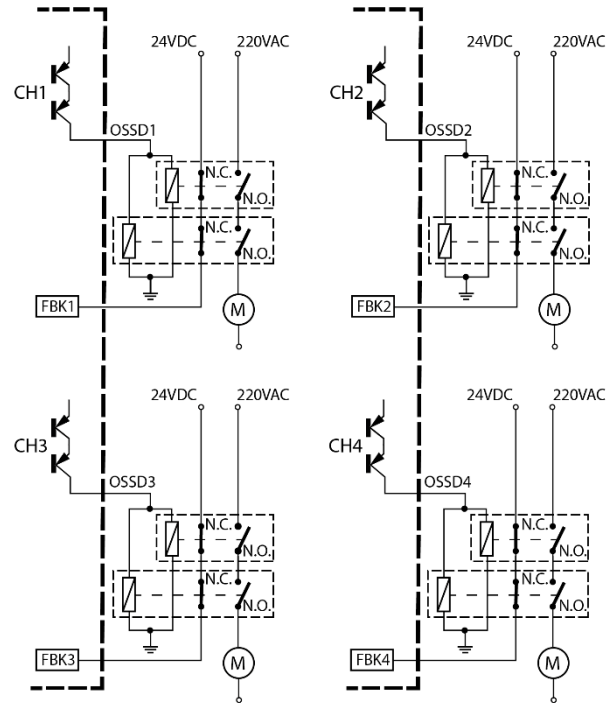 24VDC 220VAC
CH1
OSSD1
N.C.
N.O.
N.C.
N.O.
FBK1
M
24VDC 220VAC
CH2
OSSD2
N.C.
N.O.
N.C.
N.O.
FBK2
M
24VDC 220VAC
CH3
OSSD3
N.C.
N.O.
N.C.
N.O.
FBK3
M
24VDC 220VAC
CH4
OSSD4
N.C.
N.O.
N.C.
N.O.
FBK4
M